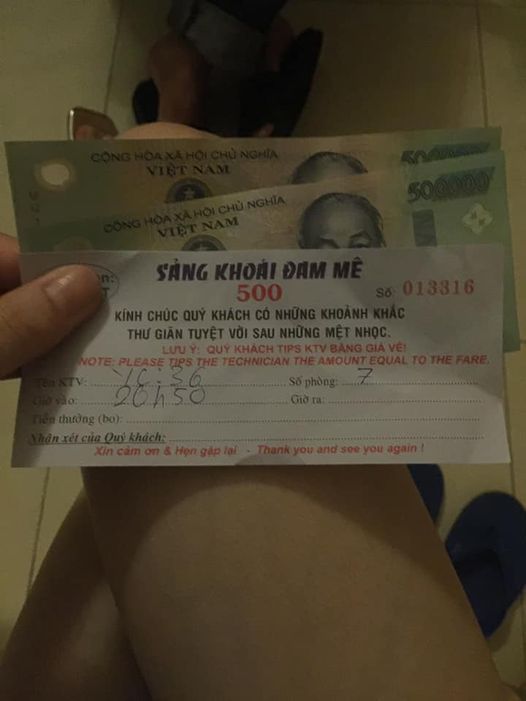 CỘNG HÒA XÃ HỘI CHỦ NGHĨA
VIỆT NAM
CỘNG HÒA XÃ HỘI CHỦ NGHĨA
VIỆT NAM
SẢNG KHOÁI ĐAM MÊ
500
Số: 013316
KÍNH CHÚC QUÝ KHÁCH CÓ NHỮNG KHOẢNH KHẮC
THƯ GIÃN TUYỆT VỜI SAU NHỮNG MỆT NHỌC.
LƯU Ý: QUÝ KHÁCH TIPS KTV BẰNG GIÁ VÉ!
NOTE: PLEASE TIPS THE TECHNICIAN THE AMOUNT EQUAL TO THE FARE.
Tên KTV: 36 Số phòng: 7
Giờ vào: 20h50 Giờ ra:
Tiền thưởng (bo):
Nhận xét của Quý khách:
Xin cảm ơn & Hẹn gặp lại - Thank you and see you again !